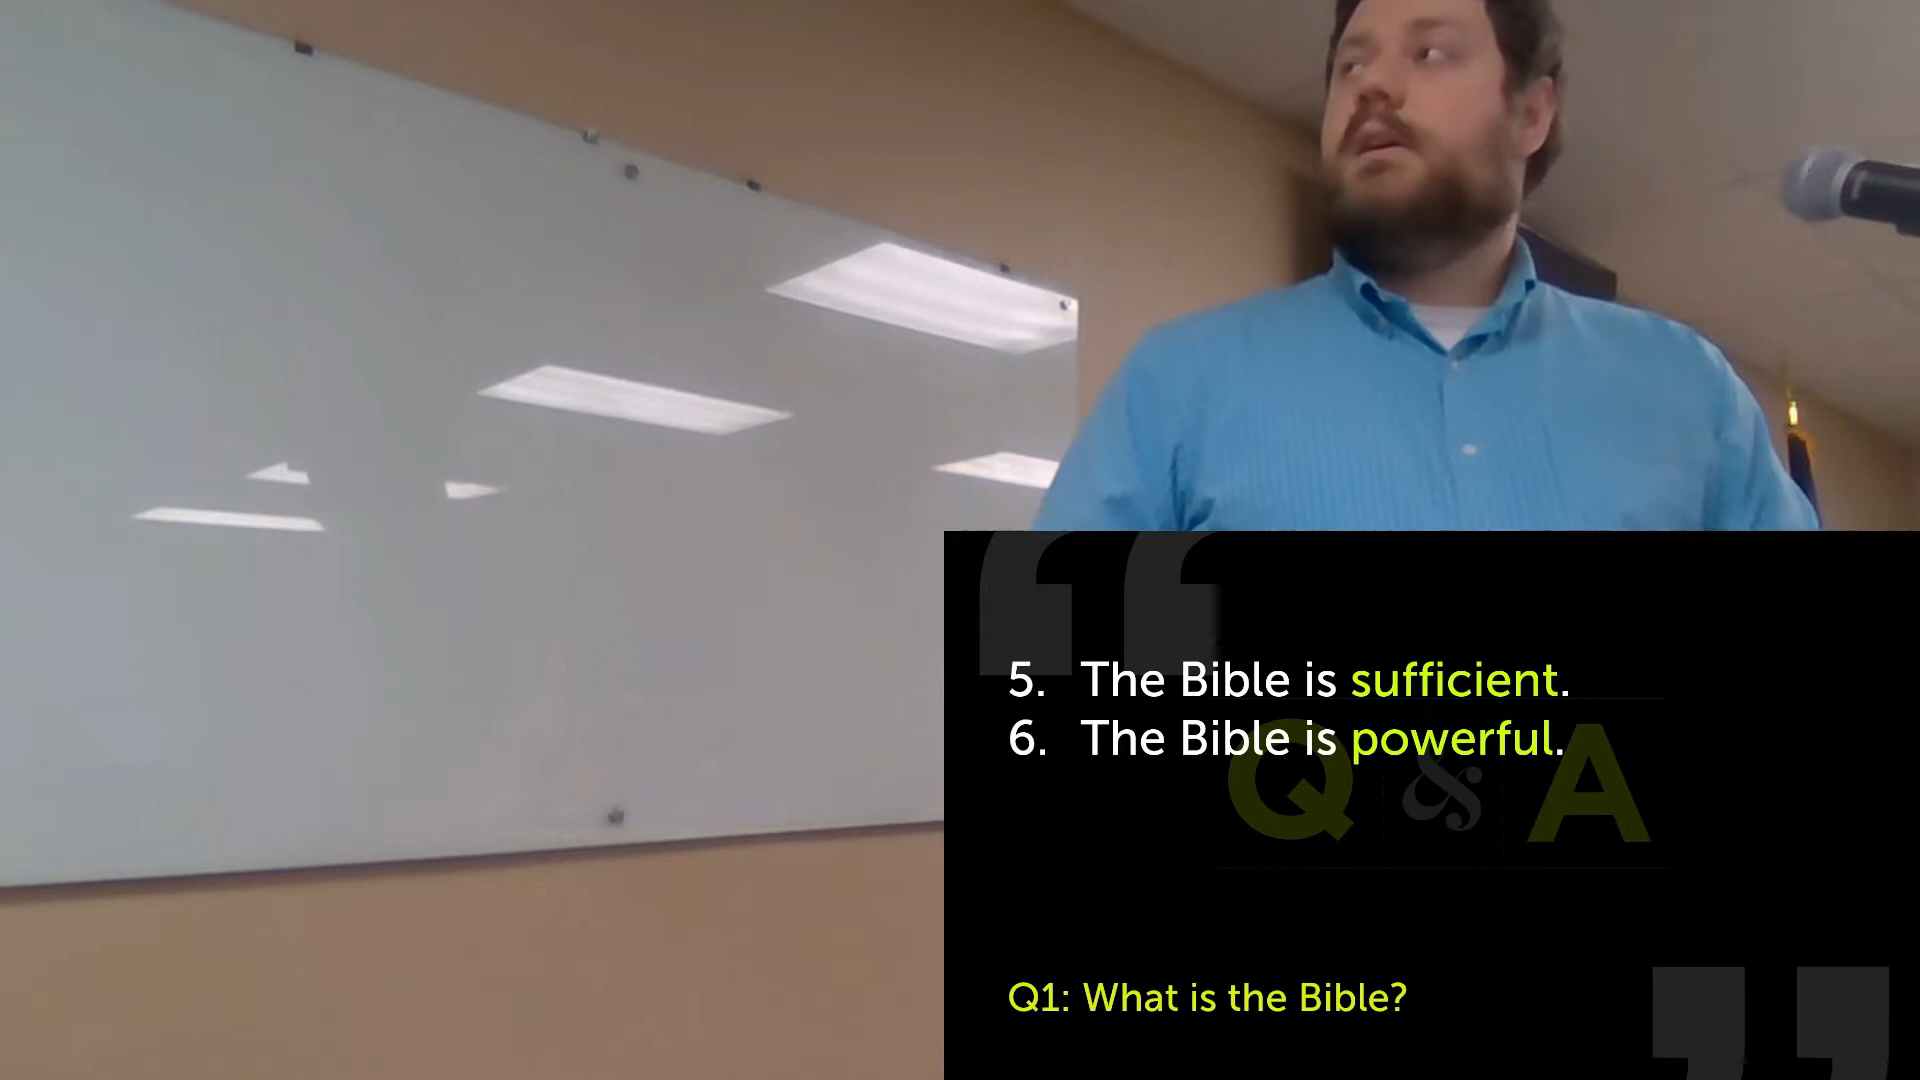 5. The Bible is sufficient.
6. The Bible is powerful.
Q & A
Q1: What is the Bible?